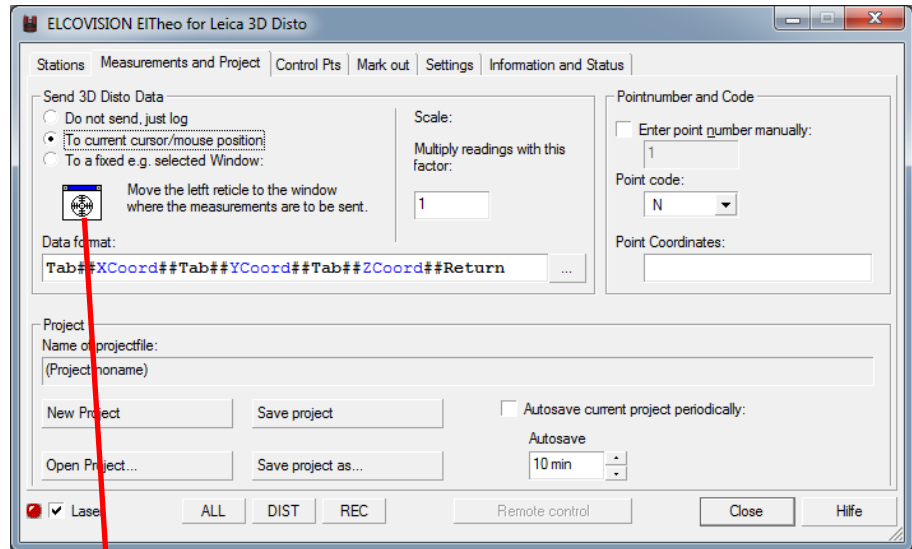 ELCOVISION ElTheo for Leica 3D Disto
Stations Measurements and Project Control Pts Mark out Settings Information and Status
Send 3D Disto Data
Do not send, just log
To current cursor/mouse position
To a fixed e.g. selected Window:
Move the left reticle to the window
where the measurements are to be sent.
Scale:
Multiply readings with this
factor:
1
Data format:
Tab##XCoord##Tab##YCoord##Tab##ZCoord##Return ...
Pointnumber and Code
Enter point number manually:
1
Point code:
N
Point Coordinates:
Project
Name of projectfile:
(Project noname)
New Project Save project
Autosave current project periodically:
Autosave
10 min
Open Project... Save project as...
Laser ALL DIST REC Remote control Close Hilfe